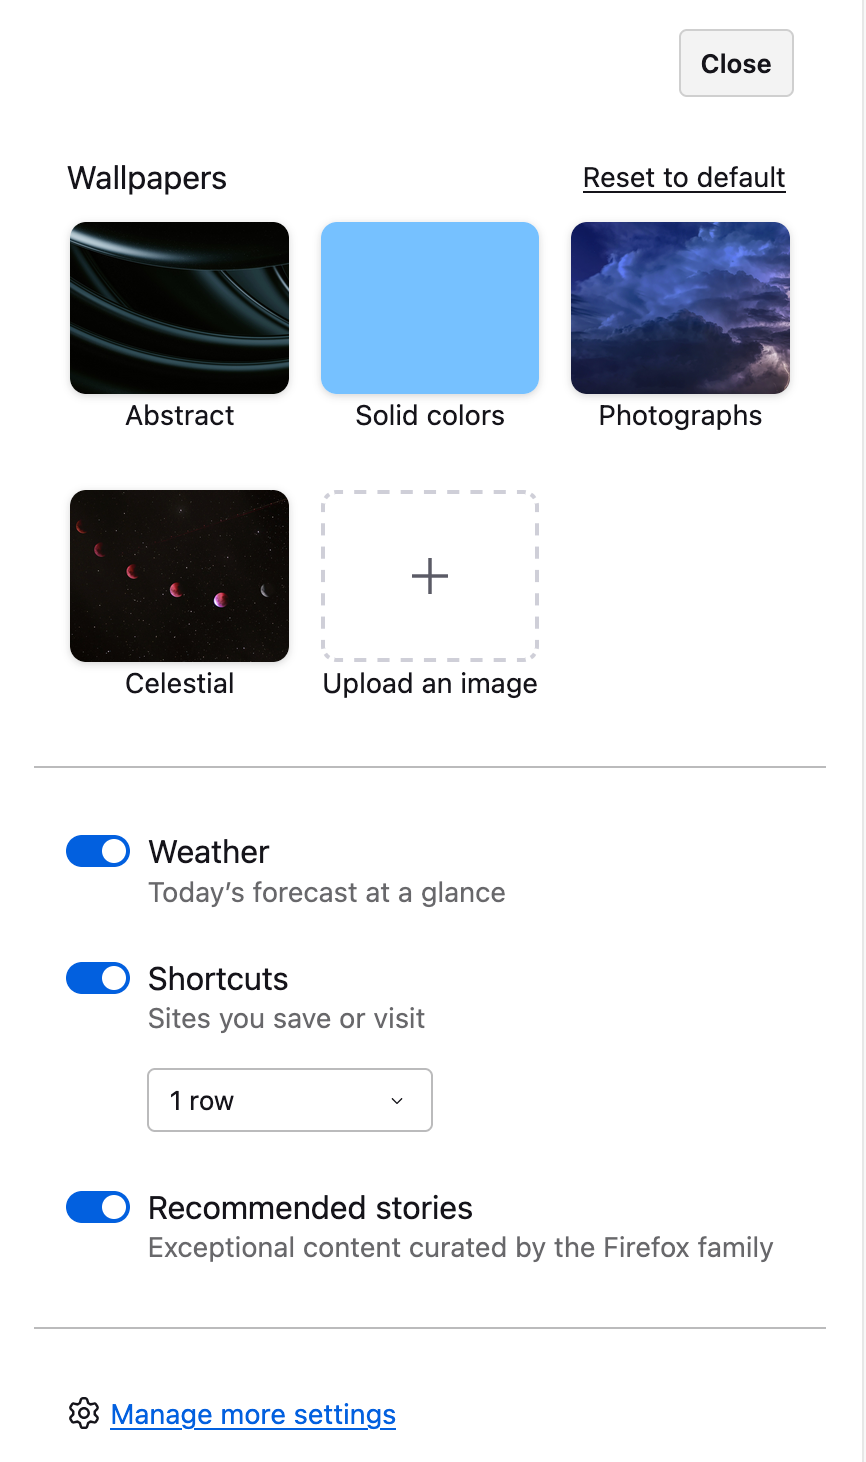 Close
Wallpapers
Reset to default
Abstract
Solid colors
Photographs
Celestial
Upload an image
Weather
Today’s forecast at a glance
Shortcuts
Sites you save or visit
1 row
Recommended stories
Exceptional content curated by the Firefox family
Manage more settings